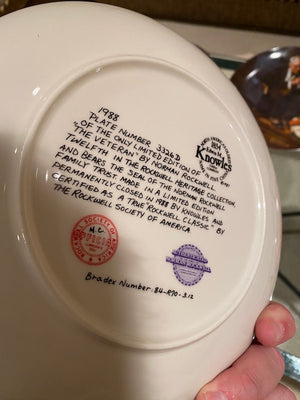 1988
PLATE NUMBER 3326D
OF THE ONLY LIMITED EDITION OF
"THE VETERAN" BY NORMAN ROCKWELL
TWELFTH IN THE ROCKWELL HERITAGE COLLECTION
AND BEARS THE SEAL OF THE NORMAN ROCKWELL
FAMILY TRUST. MADE IN A LIMITED EDITION
PERMANENTLY CLOSED IN 1988 BY KNOWLES AND
CERTIFIED AS A TRUE "ROCKWELL CLASSIC" BY
THE ROCKWELL SOCIETY OF AMERICA
Knowles
Bradex Number: 84-R70-3.12